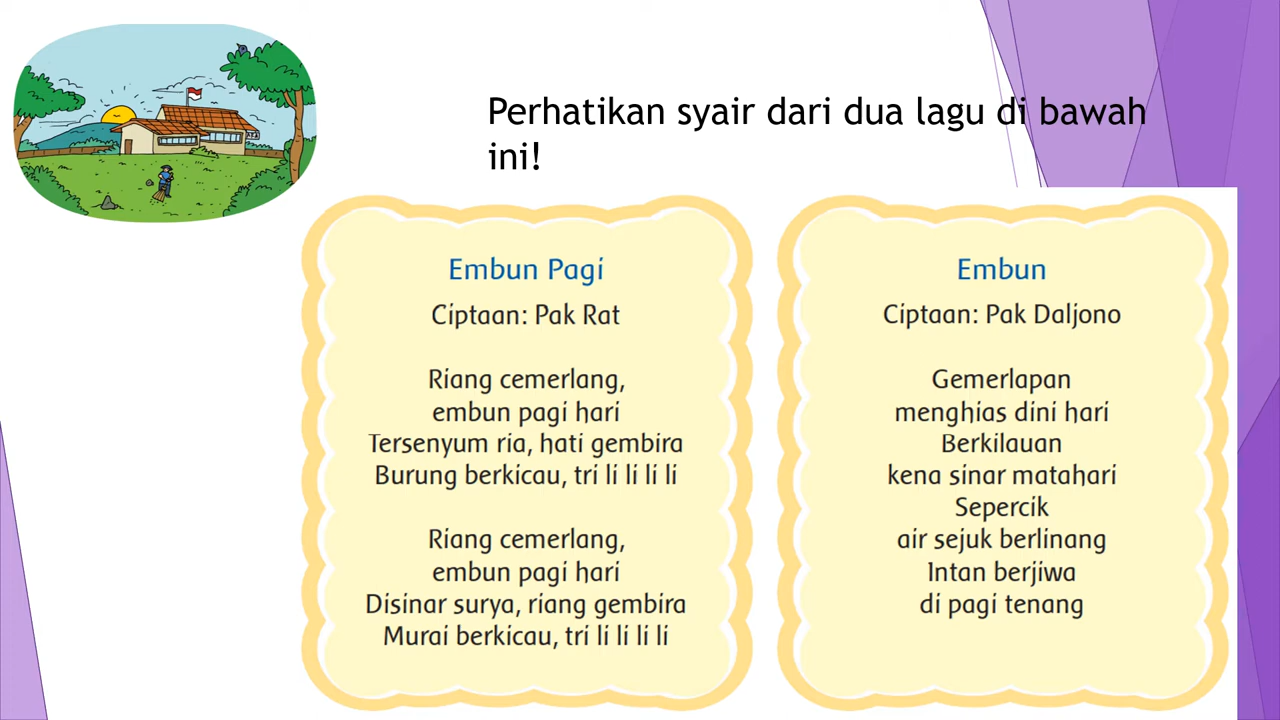 Perhatikan syair dari dua lagu di bawah
ini!
Embun Pagi
Ciptaan: Pak Rat
Riang cemerlang,
embun pagi hari
Tersenyum ria, hati gembira
Burung berkicau, tri li li li li
Riang cemerlang,
embun pagi hari
Disinar surya, riang gembira
Murai berkicau, tri li li li li
Embun
Ciptaan: Pak Daljono
Gemerlapan
menghias dini hari
Berkilauan
kena sinar matahari
Sepercik
air sejuk berlinang
Intan berjiwa
di pagi tenang